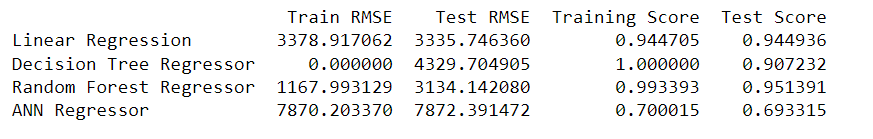 Train RMSE Test RMSE Training Score Test Score
Linear Regression 3378.917062 3335.746360 0.944705 0.944936
Decision Tree Regressor 0.000000 4329.704905 1.000000 0.907232
Random Forest Regressor 1167.993129 3134.142080 0.993393 0.951391
ANN Regressor 7870.203370 7872.391472 0.700015 0.693315